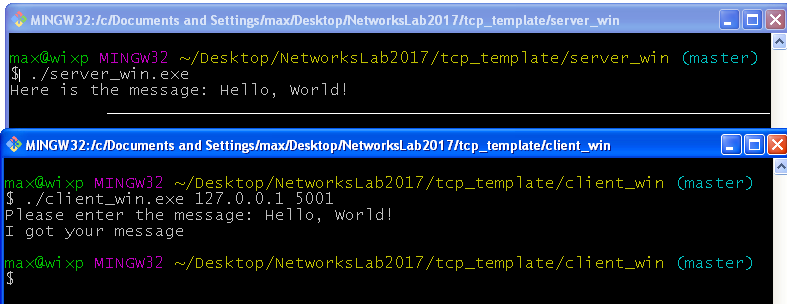 MINGW32:/c/Documents and Settings/max/Desktop/NetworksLab2017/tcp_template/server_win
max@wixp MINGW32 ~/Desktop/NetworksLab2017/tcp_template/server_win (master)
$ ./server_win.exe
Here is the message: Hello, World!
MINGW32:/c/Documents and Settings/max/Desktop/NetworksLab2017/tcp_template/client_win
max@wixp MINGW32 ~/Desktop/NetworksLab2017/tcp_template/client_win (master)
$ ./client_win.exe 127.0.0.1 5001
Please enter the message: Hello, World!
I got your message
max@wixp MINGW32 ~/Desktop/NetworksLab2017/tcp_template/client_win (master)
$